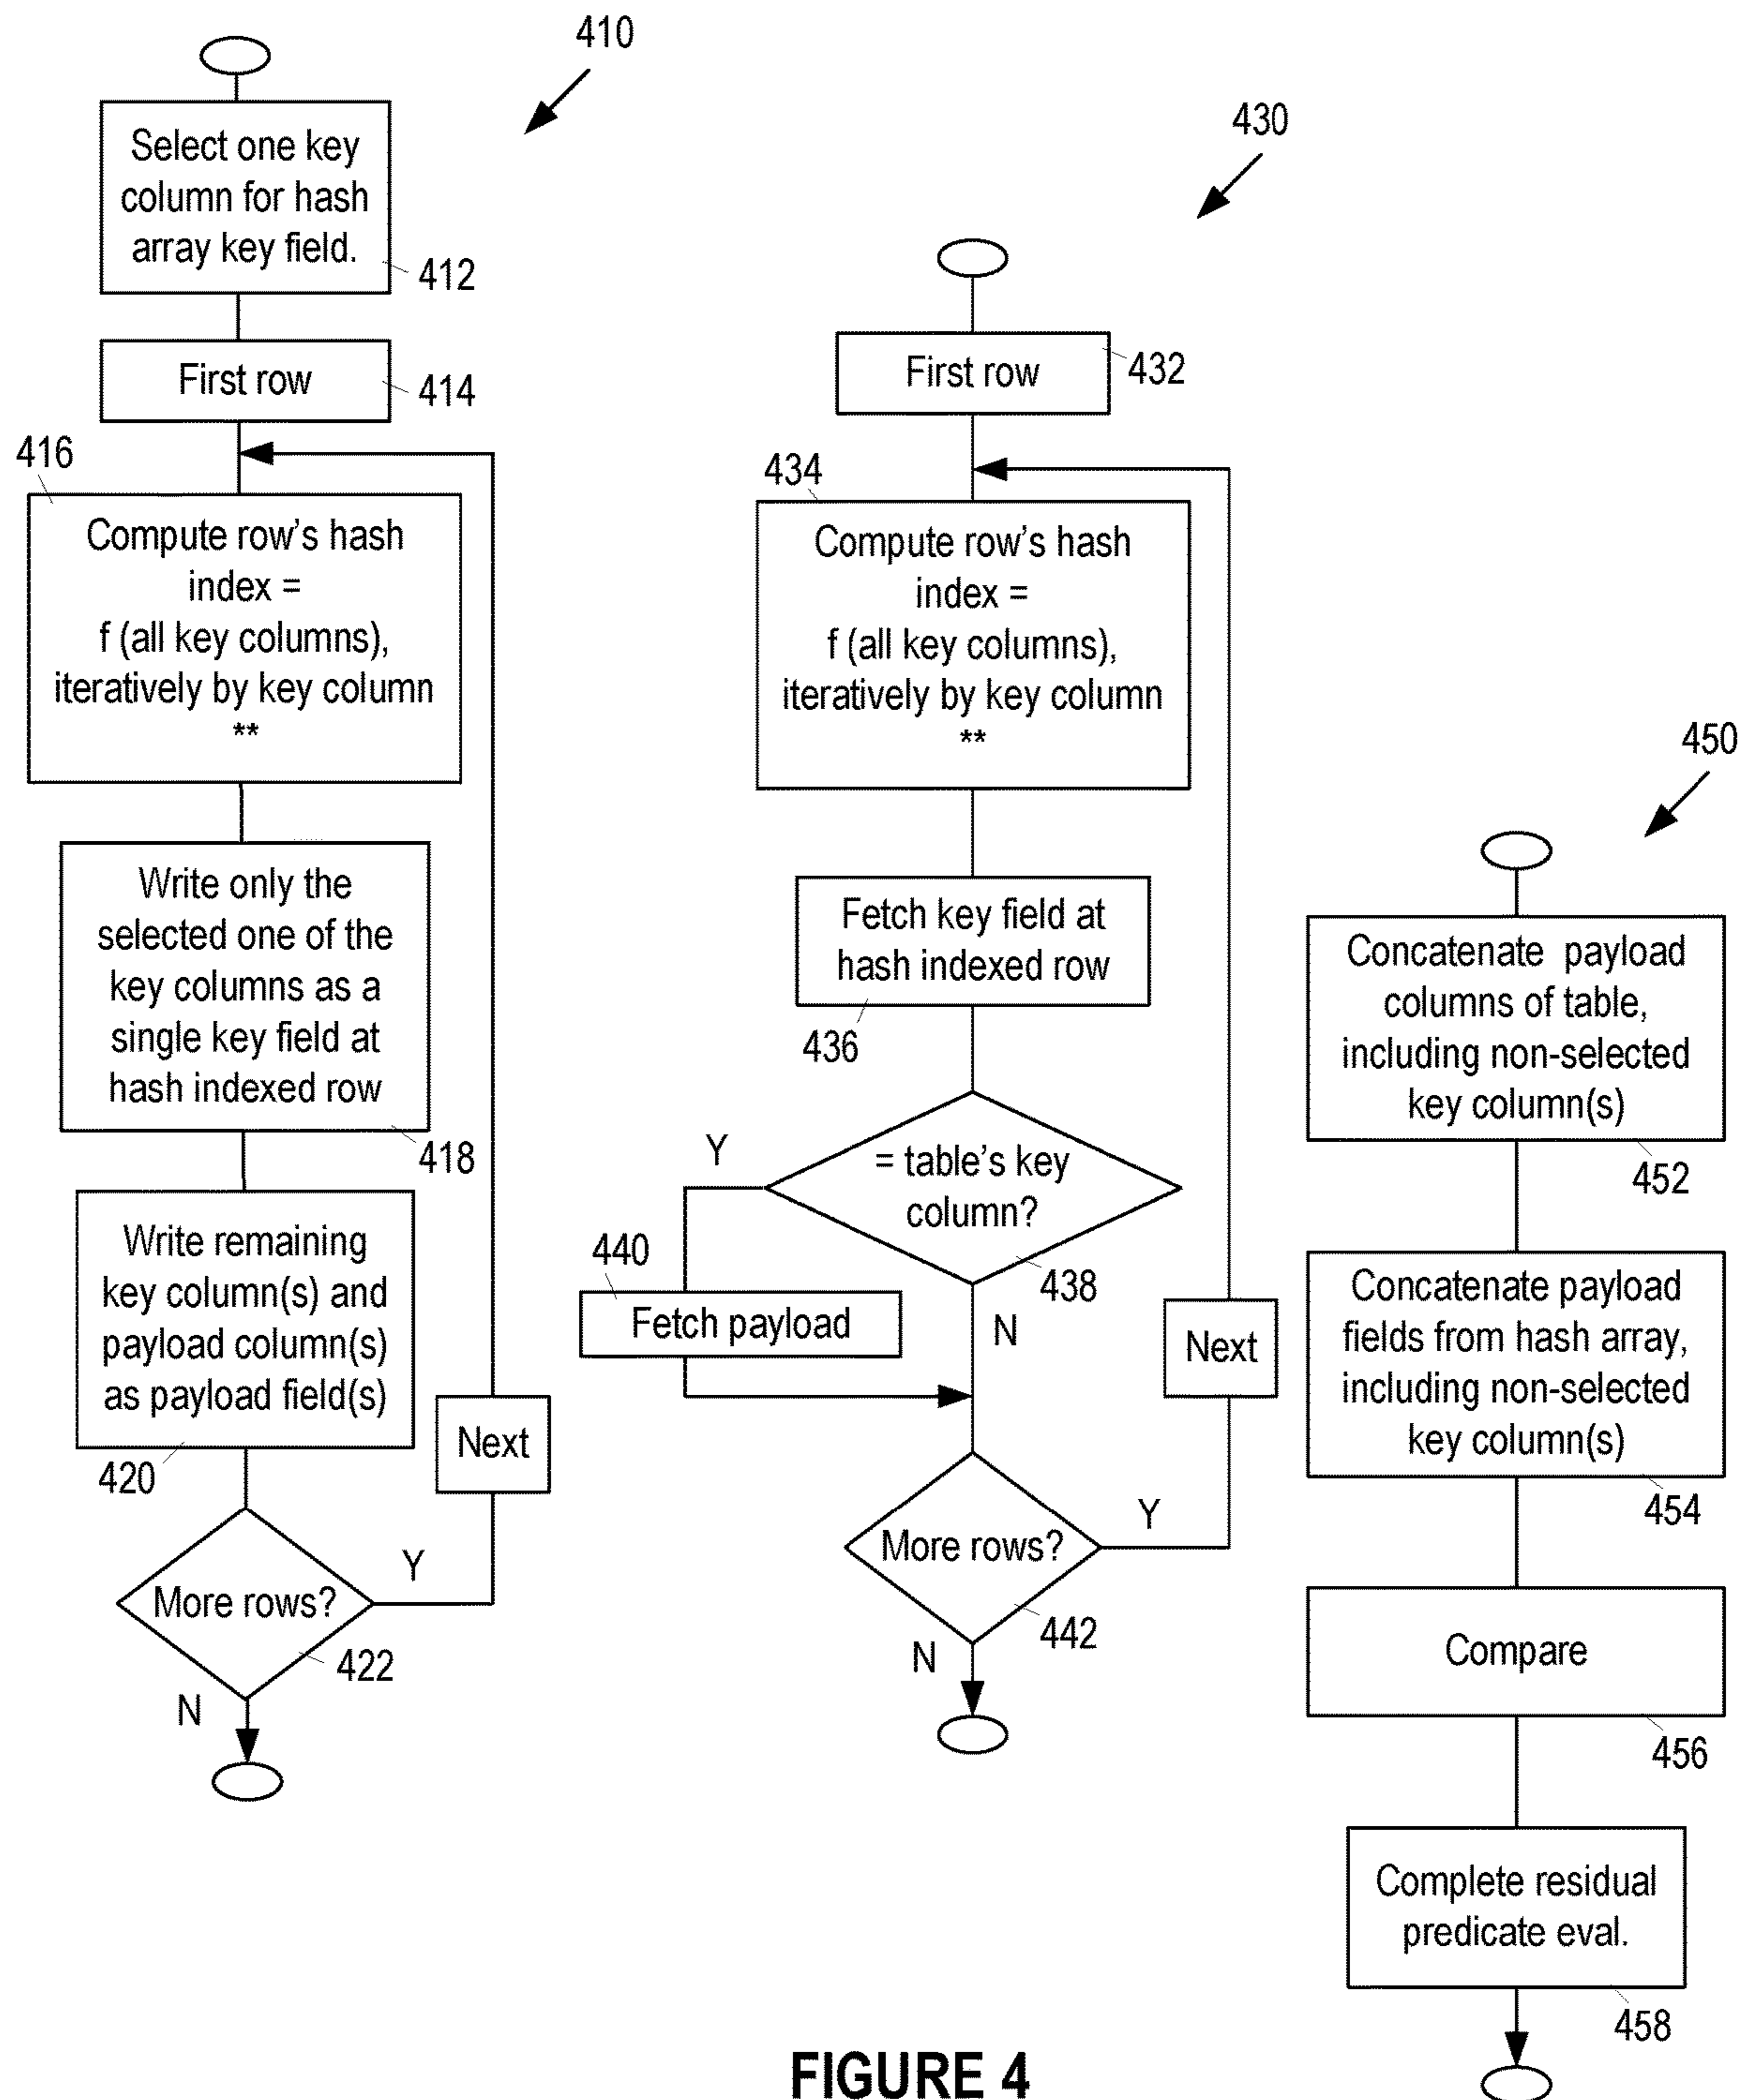 410
Select one key
column for hash
array key field.
412
First row
414
416
Compute row's hash
index =
f (all key columns),
iteratively by key column
**
Write only the
selected one of the
key columns as a
single key field at
hash indexed row
418
Write remaining
key column(s) and
payload column(s)
as payload field(s)
420
Next
More rows?
Y
422
N
430
First row
432
434
Compute row's hash
index =
f (all key columns),
iteratively by key column
**
Fetch key field at
hash indexed row
436
= table's key
column?
Y
438
440
Fetch payload
N
Next
More rows?
Y
442
N
450
Concatenate payload
columns of table,
including non-selected
key column(s)
452
Concatenate payload
fields from hash array,
including non-selected
key column(s)
454
Compare
456
Complete residual
predicate eval.
458
FIGURE 4